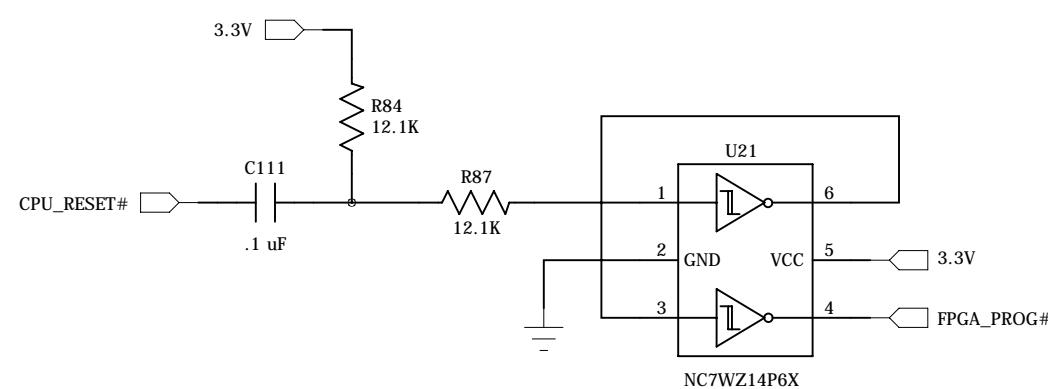 3.3V
R84
12.1K
C111
CPU_RESET#
.1 uF
R87
12.1K
U21
1
6
2
GND
VCC
5
3.3V
3
4
FPGA_PROG#
NC7WZ14P6X